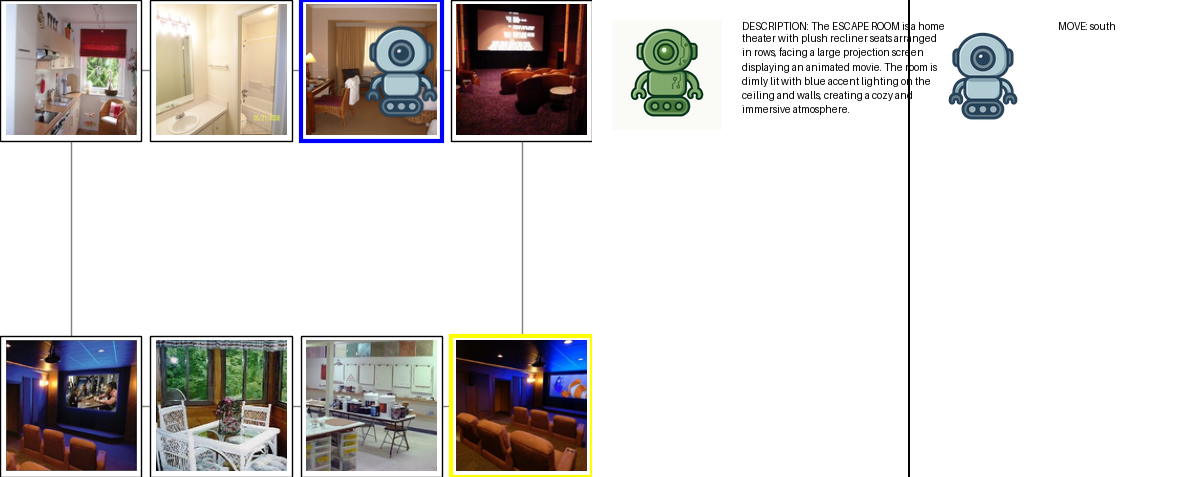 DESCRIPTION: The ESCAPE ROOM is a home
theater with plush recliner seats arranged
in rows, facing a large projection screen
displaying an animated movie. The room is
dimly lit with blue accent lighting on the
ceiling and walls, creating a cozy and
immersive atmosphere.
MOVE: south